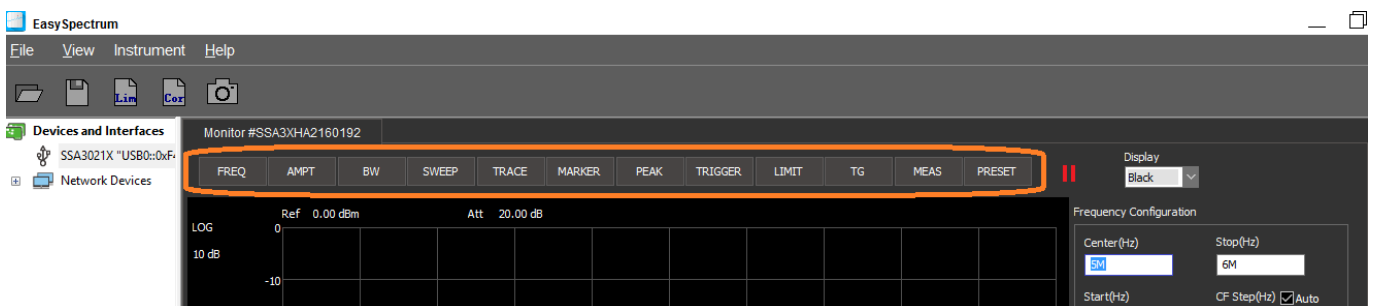 EasySpectrum
File View Instrument Help
Lim Cor
Devices and Interfaces
Monitor #SSA3XHA2160192
SSA3021X "USB0::0xF4
Network Devices
FREQ AMPT BW SWEEP TRACE MARKER PEAK TRIGGER LIMIT TG MEAS PRESET
Display
Black
Ref 0.00 dBm Att 20.00 dB
LOG
0
10 dB
-10
Frequency Configuration
Center(Hz) Stop(Hz)
5M 6M
Start(Hz) CF Step(Hz) Auto